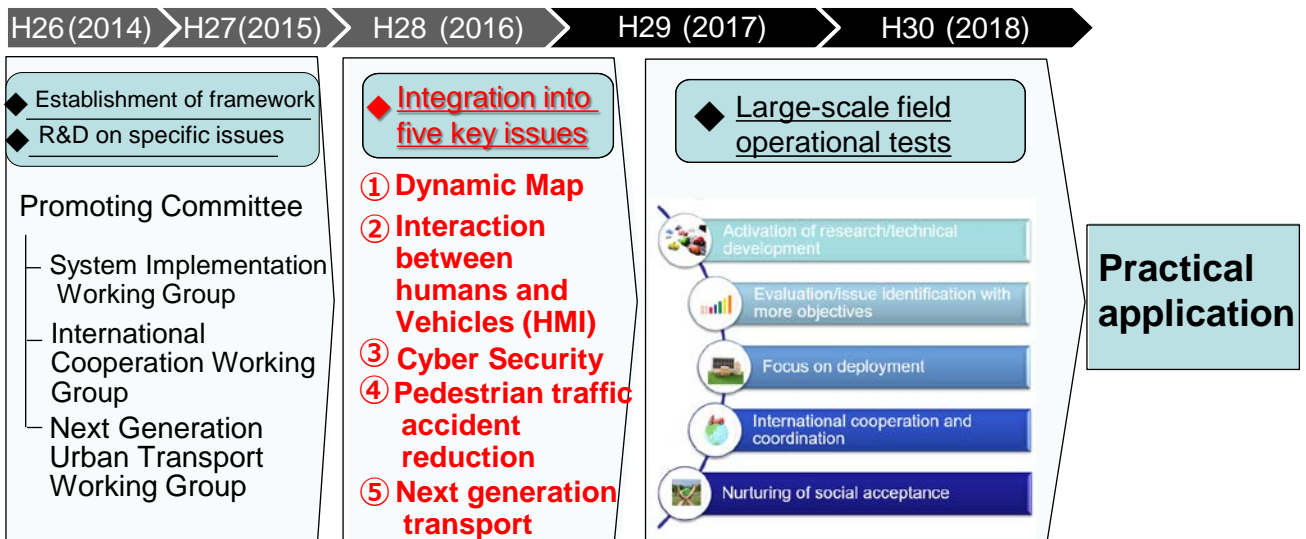 H26(2014)
H27(2015)
H28 (2016)
H29 (2017)
H30 (2018)
◆ Establishment of framework
◆ R&D on specific issues
Promoting Committee
System Implementation
Working Group
International
Cooperation Working
Group
Next Generation
Urban Transport
Working Group
◆ Integration into
five key issues
① Dynamic Map
② Interaction
between
humans and
Vehicles (HMI)
③ Cyber Security
④ Pedestrian traffic
accident
reduction
⑤ Next generation
transport
◆ Large-scale field
operational tests
Activation of research/technical
development
Evaluation/issue identification with
more objectives
Focus on deployment
International cooperation and
coordination
Nurturing of social acceptance
Practical
application